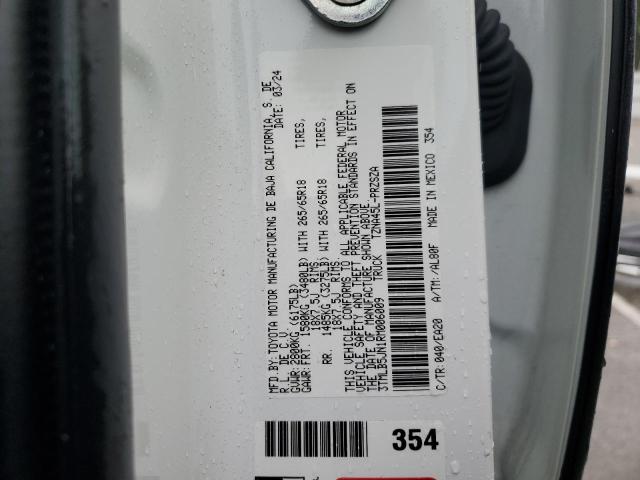 MFD.BY:TOYOTA MOTOR MANUFACTURING DE BAJA CALIFORNIA, S. DE
R. L. DE C.V. DATE: 03/24
GVWR: 2800KG (6175LB)
GAWR: FRT. 1580KG (3480LB) WITH 265/65R18 TIRES,
18X7.5J RIMS,
RR. 1485KG (3275LB) WITH 265/65R18 TIRES,
18X7.5J RIMS.
THIS VEHICLE CONFORMS TO ALL APPLICABLE FEDERAL MOTOR
VEHICLE SAFETY AND THEFT PREVENTION STANDARDS IN EFFECT ON
THE DATE OF MANUFACTURE SHOWN ABOVE.
3TMLB5JN1RM006009 TRUCK TZNA45L-PRZSZA
C/TR: 040/EA20 A/TM: /AL80F MADE IN MEXICO 354
354